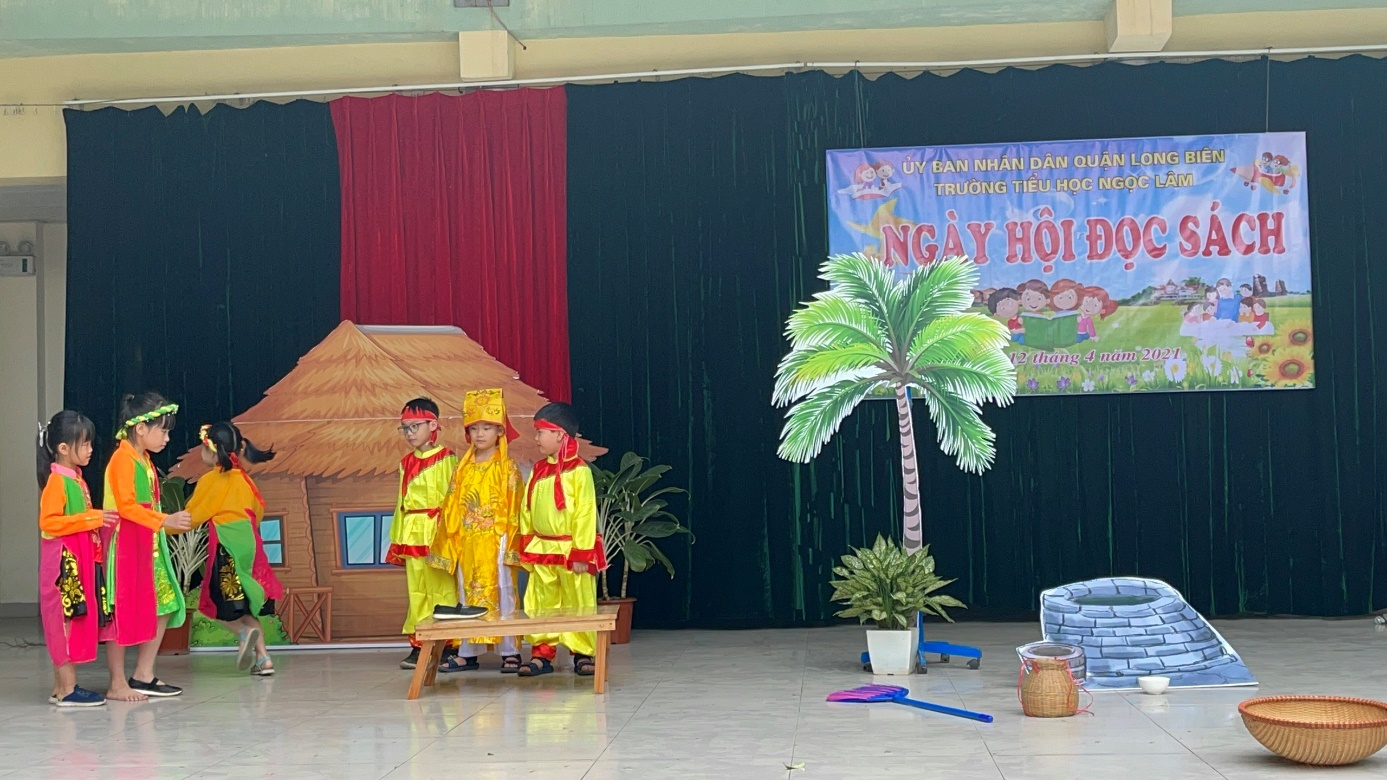 ỦY BAN NHÂN DÂN QUẬN LONG BIÊN
TRƯỜNG TIỂU HỌC NGỌC LÂM
NGÀY HỘI ĐỌC SÁCH
12 tháng 4 năm 2021